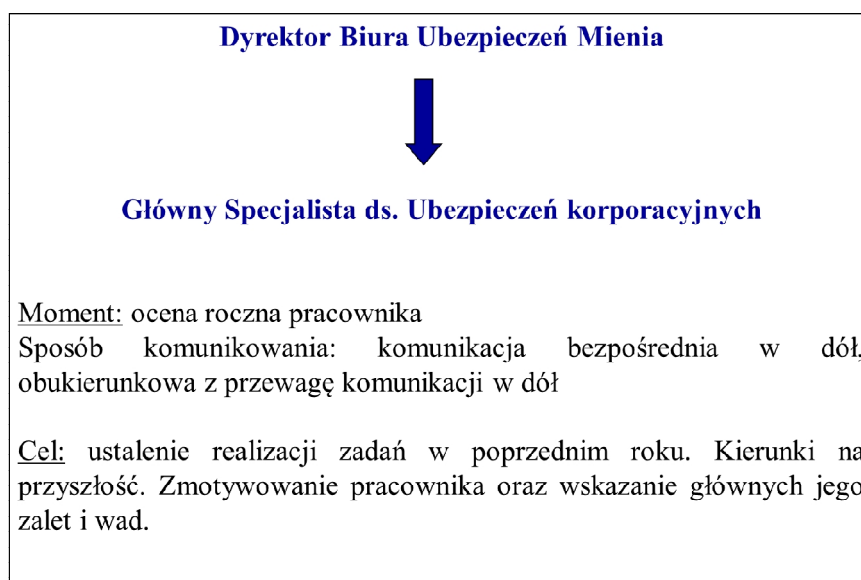 Dyrektor Biura Ubezpieczeń Mienia
Główny Specjalista ds. Ubezpieczeń korporacyjnych
Moment: ocena roczna pracownika
Sposób komunikowania: komunikacja bezpośrednia w dół,
obukierunkowa z przewagę komunikacji w dół
Cel: ustalenie realizacji zadań w poprzednim roku. Kierunki na
przyszłość. Zmotywowanie pracownika oraz wskazanie głównych jego
zalet i wad.